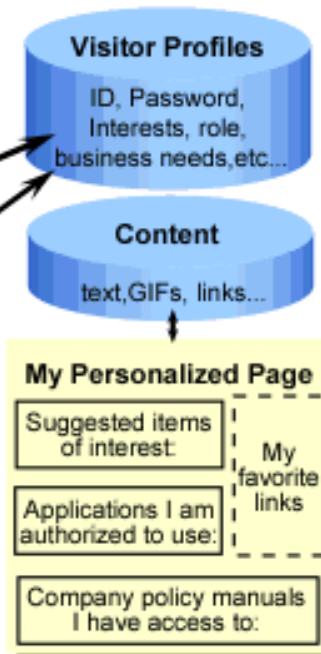 Visitor Profiles
ID, Password,
Interests, role,
business needs,etc...
Content
text,GIFs, links...
My Personalized Page
Suggested items
of interest:
My
favorite
links
Applications I am
authorized to use:
Company policy manuals
I have access to: